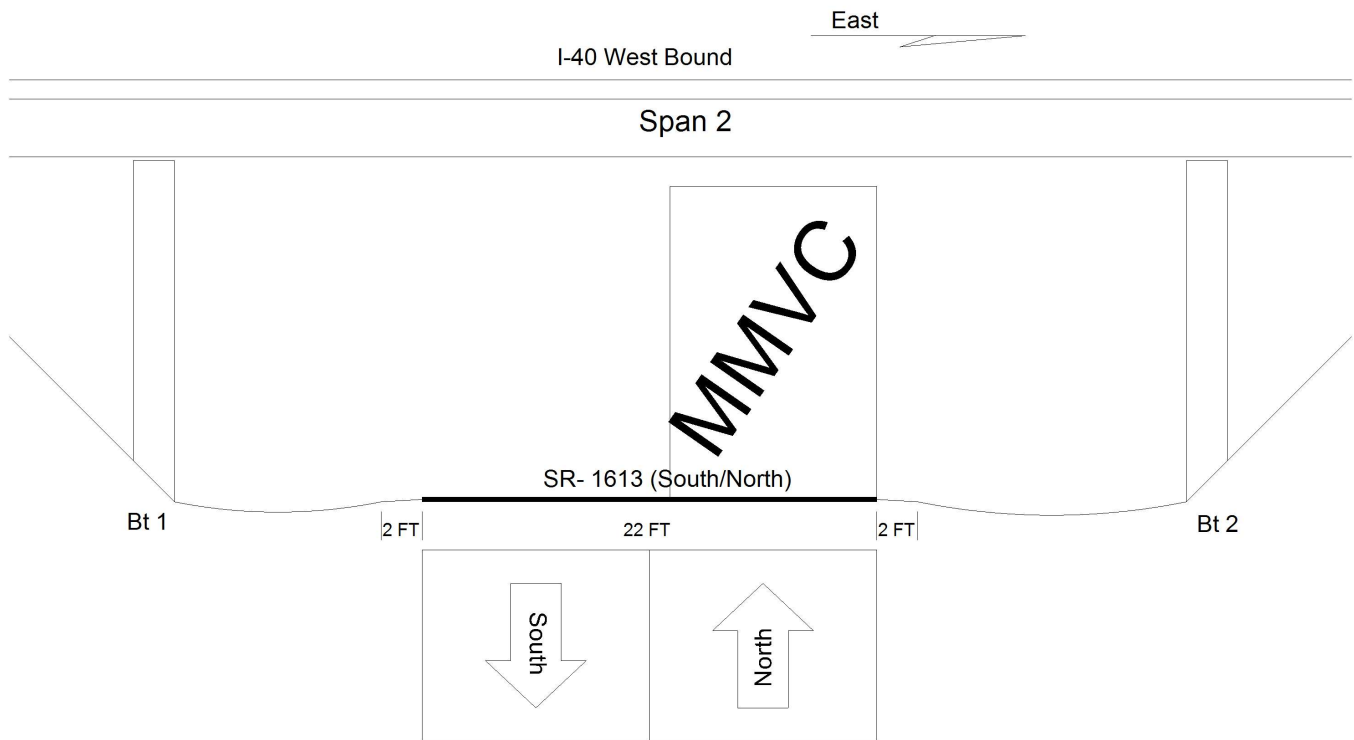 East
I-40 West Bound
Span 2
MMVC
SR- 1613 (South/North)
Bt 1
2 FT
22 FT
2 FT
Bt 2
South
North